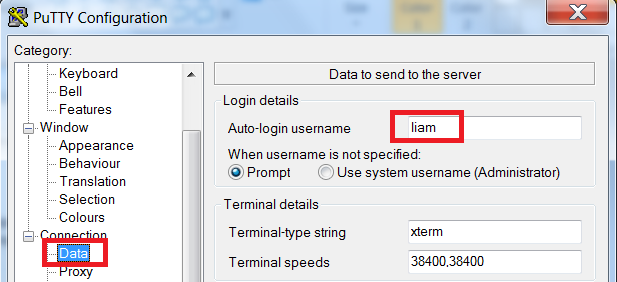 PuTTY Configuration
Category:
Keyboard
Bell
Features
Window
Appearance
Behaviour
Translation
Selection
Colours
Connection
Data
Proxy
Data to send to the server
Login details
Auto-login username
liam
When username is not specified:
Prompt
Use system username (Administrator)
Terminal details
Terminal-type string
xterm
Terminal speeds
38400,38400